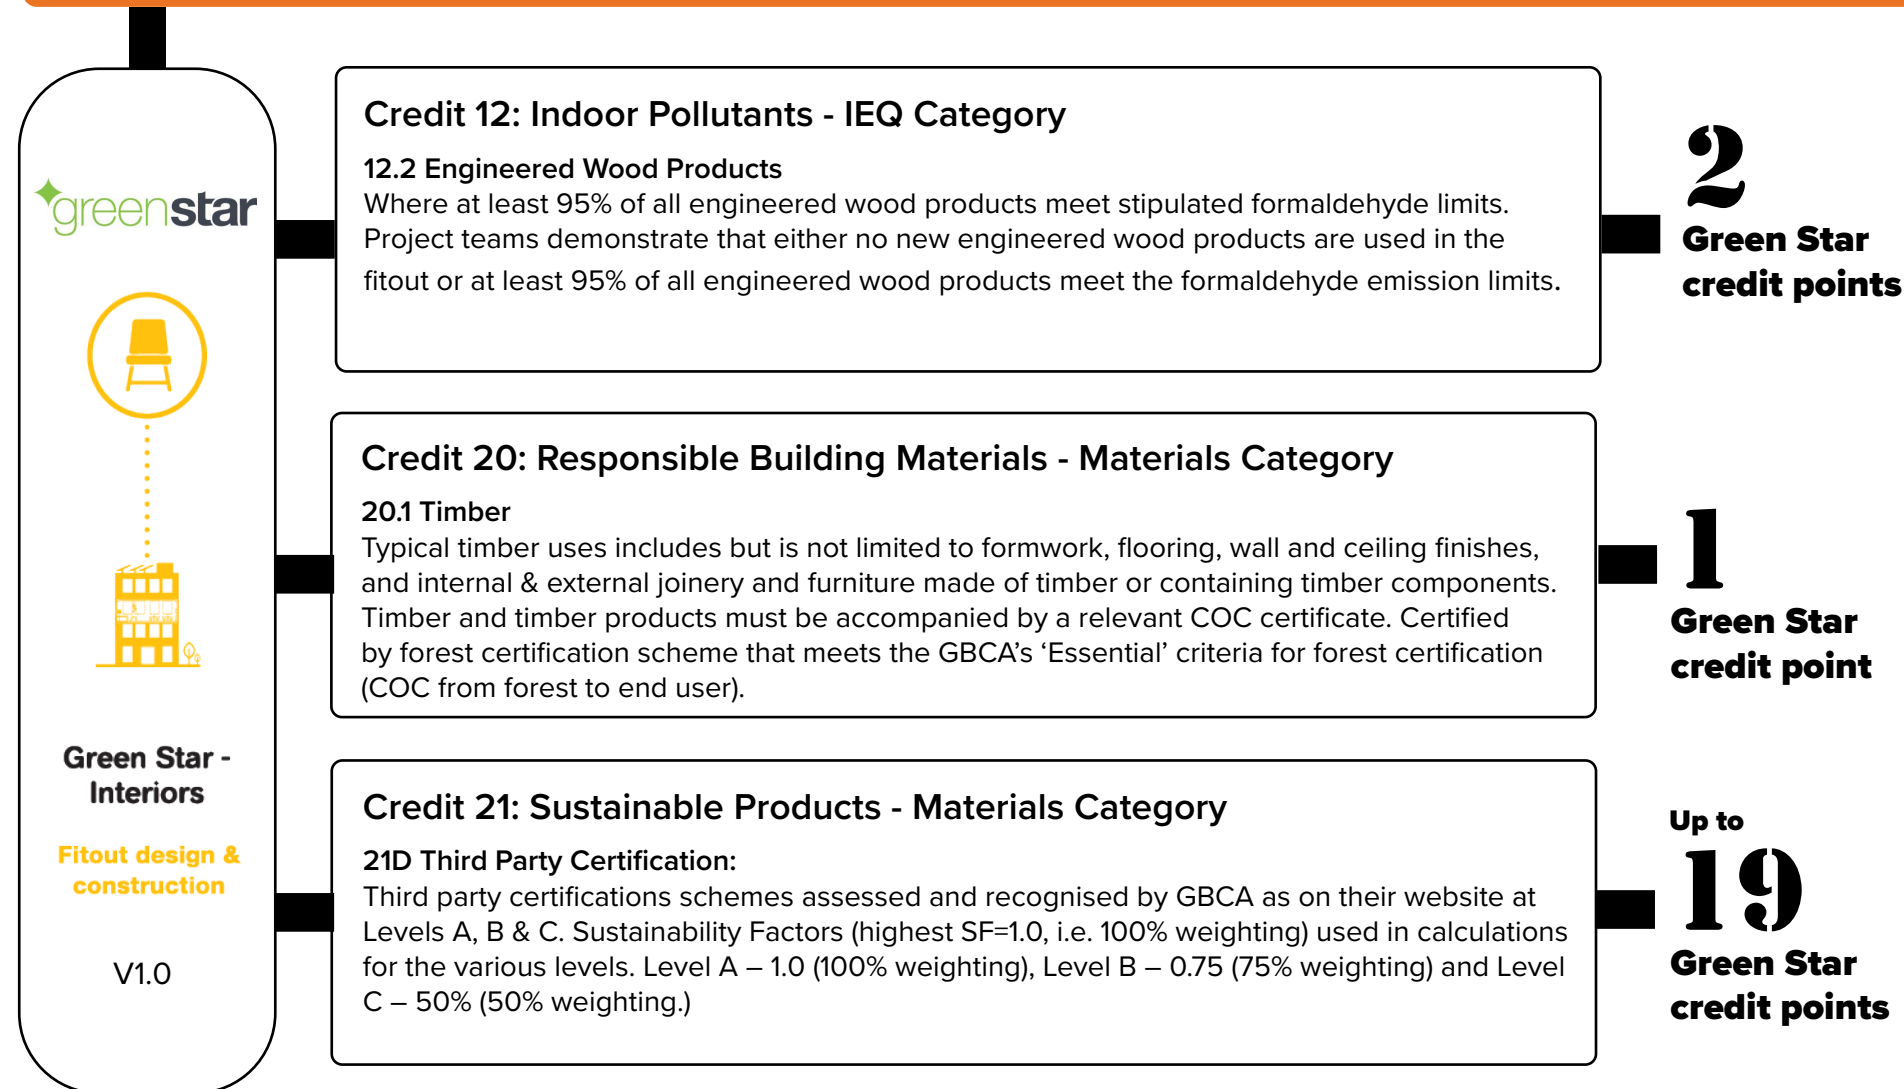 greenstar
Green Star -
Interiors
Fitout design &
construction
V1.0
Credit 12: Indoor Pollutants - IEQ Category
12.2 Engineered Wood Products
Where at least 95% of all engineered wood products meet stipulated formaldehyde limits.
Project teams demonstrate that either no new engineered wood products are used in the
fitout or at least 95% of all engineered wood products meet the formaldehyde emission limits.
2
Green Star
credit points
Credit 20: Responsible Building Materials - Materials Category
20.1 Timber
Typical timber uses includes but is not limited to formwork, flooring, wall and ceiling finishes,
and internal & external joinery and furniture made of timber or containing timber components.
Timber and timber products must be accompanied by a relevant COC certificate. Certified
by forest certification scheme that meets the GBCA’s ‘Essential’ criteria for forest certification
(COC from forest to end user).
1
Green Star
credit point
Credit 21: Sustainable Products - Materials Category
21D Third Party Certification:
Third party certifications schemes assessed and recognised by GBCA as on their website at
Levels A, B & C. Sustainability Factors (highest SF=1.0, i.e. 100% weighting) used in calculations
for the various levels. Level A – 1.0 (100% weighting), Level B – 0.75 (75% weighting) and Level
C – 50% (50% weighting.)
Up to
19
Green Star
credit points